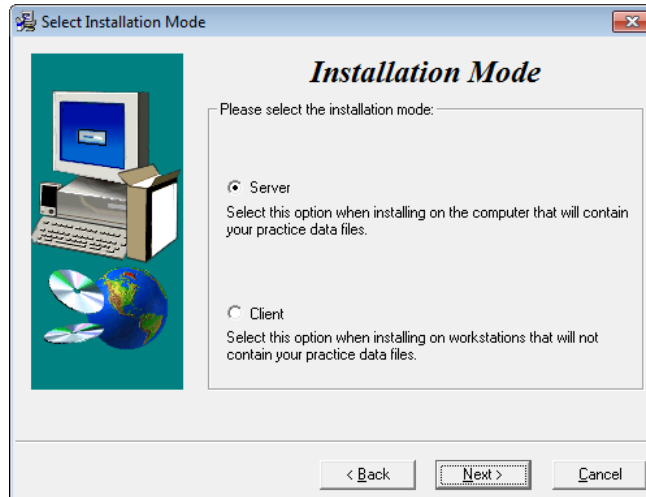 Select Installation Mode
Installation Mode
Please select the installation mode:
Server
Select this option when installing on the computer that will contain
your practice data files.
Client
Select this option when installing on workstations that will not
contain your practice data files.
< Back
Next >
Cancel